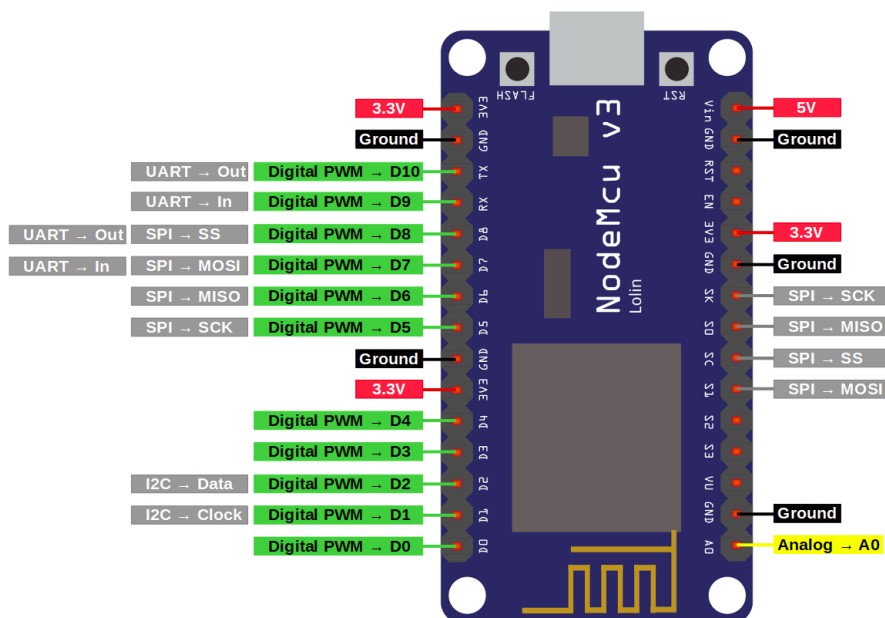 FLASH
RST
NodeMcu v3
Lolin
3.3V 3V3
Ground GND
UART → Out Digital PWM → D10 TX
UART → In Digital PWM → D9 RX
UART → Out SPI → SS Digital PWM → D8 D8
UART → In SPI → MOSI Digital PWM → D7 D7
SPI → MISO Digital PWM → D6 D6
SPI → SCK Digital PWM → D5 D5
Ground GND
3.3V 3V3
Digital PWM → D4 D4
Digital PWM → D3 D3
I2C → Data Digital PWM → D2 D2
I2C → Clock Digital PWM → D1 D1
Digital PWM → D0 D0
Vin 5V
GND Ground
RST
EN
3V3 3.3V
GND Ground
SK SPI → SCK
SO SPI → MISO
SC SPI → SS
S1 SPI → MOSI
S2
S3
VU
GND Ground
A0 Analog → A0